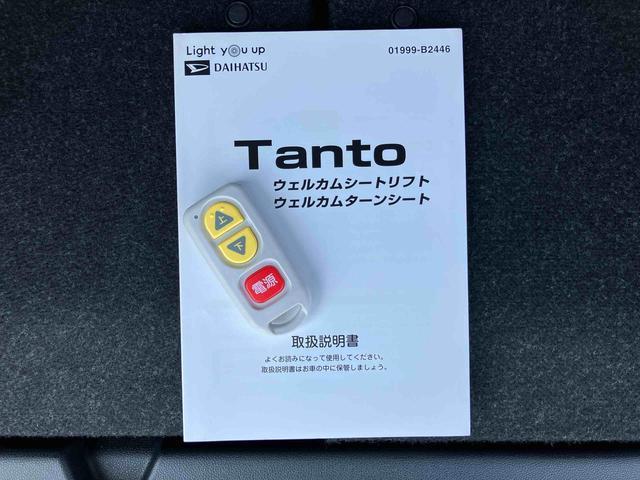 Light you up
01999-B2446
DAIHATSU
Tanto
ウェルカムシートリフト
ウェルカムターンシート
上
下
電源
取扱説明書
よくお読みになって使用してください。
取扱説明書はお車の中に保管しましょう。